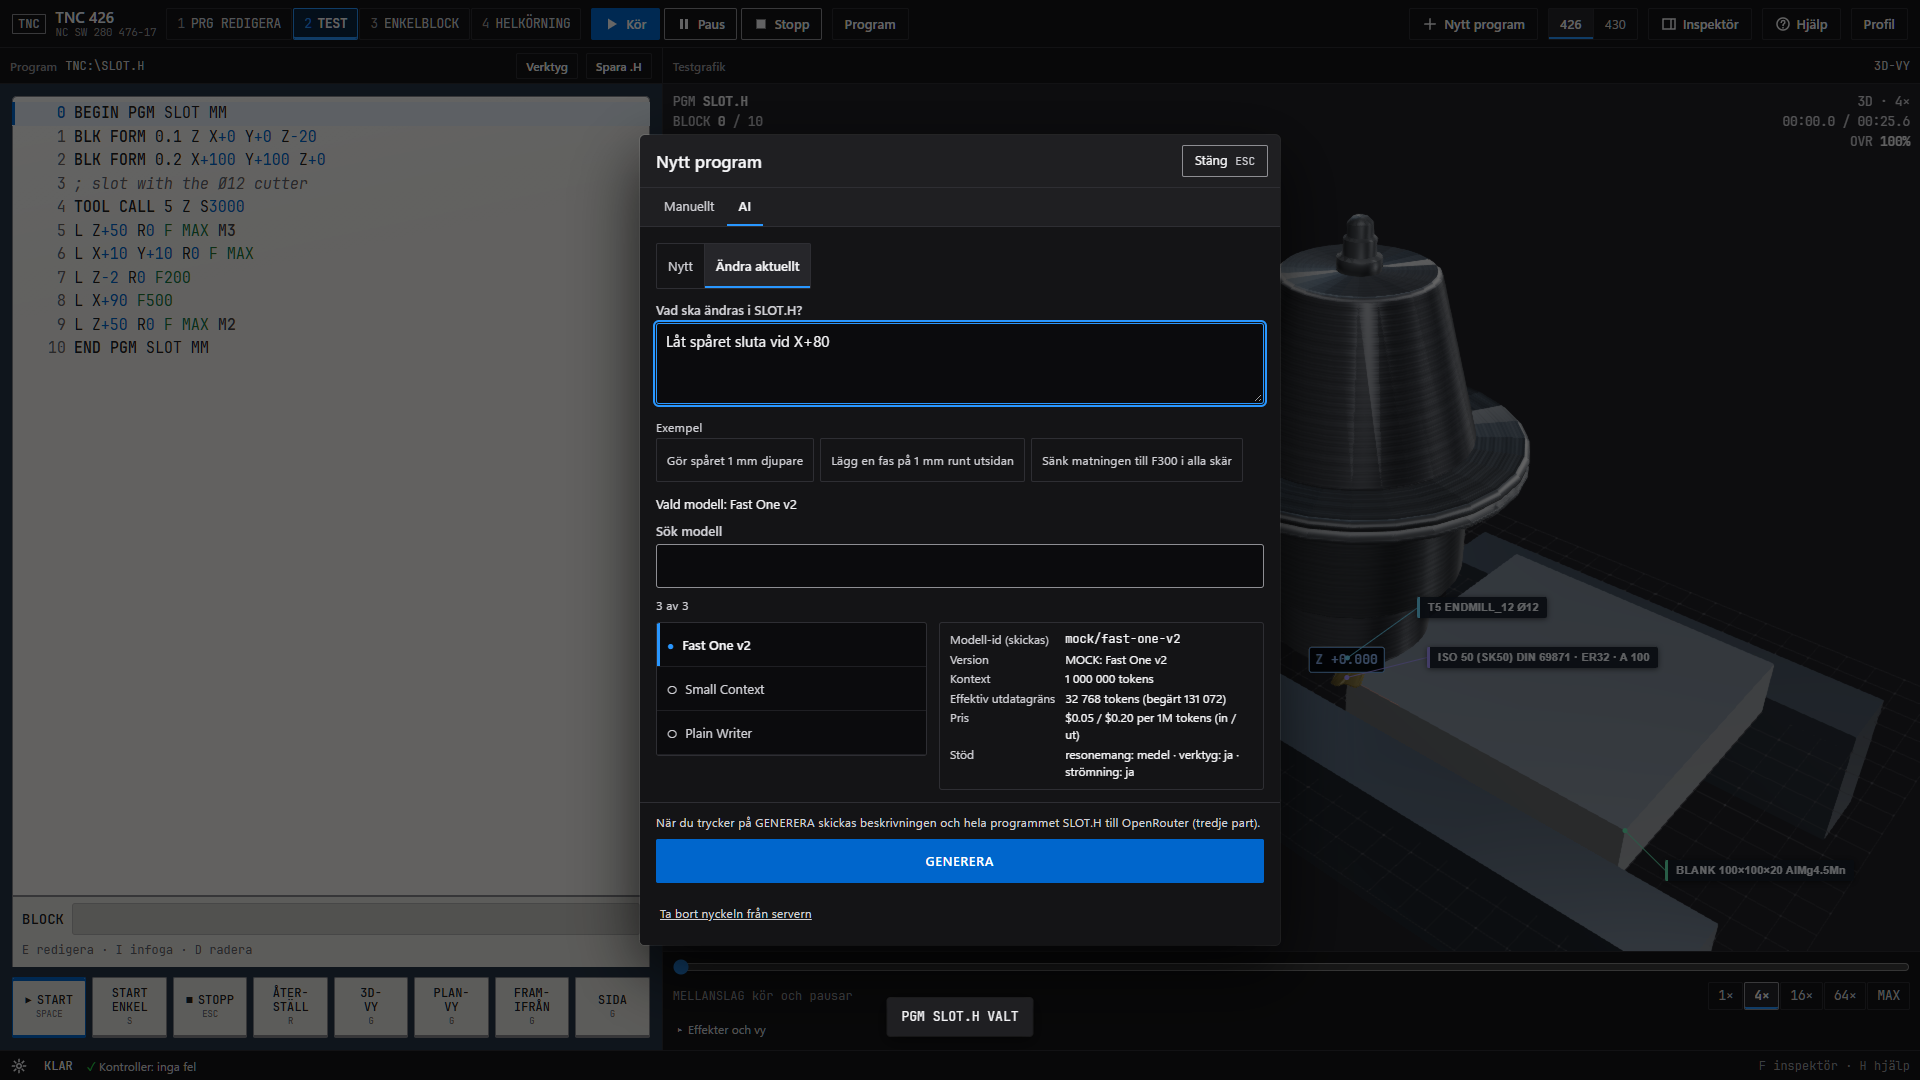 TNC
TNC 426
NC SW 280 476-17
1 PRG REDIGERA
2 TEST
3 ENKELBLOCK
4 HELKÖRNING
Kör
Paus
Stopp
Program
Nytt program
426
430
Inspektör
Hjälp
Profil
Program TNC:\SLOT.H
Verktyg
Spara .H
Testgrafik
3D-VY
0 BEGIN PGM SLOT MM
1 BLK FORM 0.1 Z X+0 Y+0 Z-20
2 BLK FORM 0.2 X+100 Y+100 Z+0
3 ; slot with the Ø12 cutter
4 TOOL CALL 5 Z S3000
5 L Z+50 R0 F MAX M3
6 L X+10 Y+10 R0 F MAX
7 L Z-2 R0 F200
8 L X+90 F500
9 L Z+50 R0 F MAX M2
10 END PGM SLOT MM
BLOCK
E redigera · I infoga · D radera
▸ START
SPACE
START
ENKEL
S
■ STOPP
ESC
ÅTER-
STÄLL
R
3D-
VY
G
PLAN-
VY
G
FRAM-
IFRÅN
G
SIDA
G
PGM SLOT.H
BLOCK 0 / 10
3D · 4×
00:00.0 / 00:25.6
OVR 100%
Nytt program
Stäng ESC
Manuellt
AI
Nytt
Ändra aktuellt
Vad ska ändras i SLOT.H?
Låt spåret sluta vid X+80
Exempel
Gör spåret 1 mm djupare
Lägg en fas på 1 mm runt utsidan
Sänk matningen till F300 i alla skär
Vald modell: Fast One v2
Sök modell
3 av 3
Fast One v2
Small Context
Plain Writer
Modell-id (skickas) mock/fast-one-v2
Version MOCK: Fast One v2
Kontext 1 000 000 tokens
Effektiv utdatagräns 32 768 tokens (begärt 131 072)
Pris $0.05 / $0.20 per 1M tokens (in /
ut)
Stöd resonemang: medel · verktyg: ja ·
strömning: ja
När du trycker på GENERERA skickas beskrivningen och hela programmet SLOT.H till OpenRouter (tredje part).
GENERERA
Ta bort nyckeln från servern
T5 ENDMILL_12 Ø12
Z +0.000
ISO 50 (SK50) DIN 69871 · ER32 · A 100
BLANK 100×100×20 AlMg4.5Mn
MELLANSLAG kör och pausar
1×
4×
16×
64×
MAX
PGM SLOT.H VALT
▸ Effekter och vy
KLAR
✓ Kontroller: inga fel
F inspektör · H hjälp